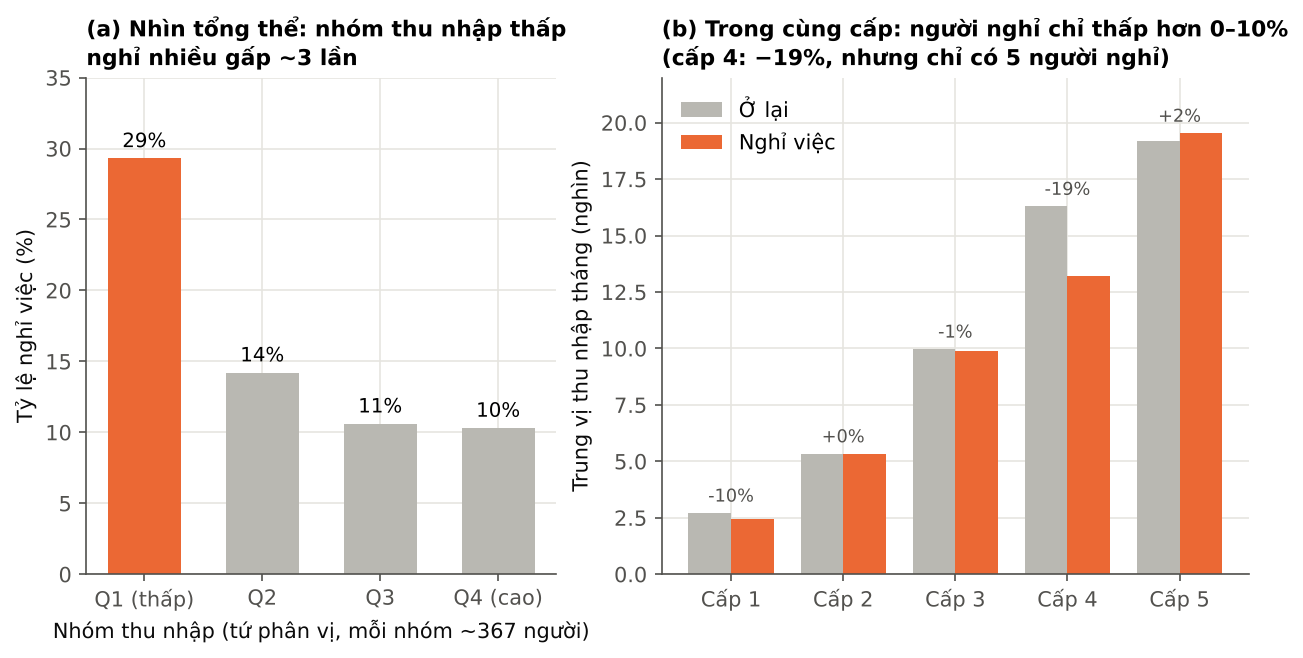 (a) Nhìn tổng thể: nhóm thu nhập thấp
nghỉ nhiều gấp ~3 lần
Tỷ lệ nghỉ việc (%)
35
30
25
20
15
10
5
0
29%
14%
11%
10%
Q1 (thấp)
Q2
Q3
Q4 (cao)
Nhóm thu nhập (tứ phân vị, mỗi nhóm ~367 người)
(b) Trong cùng cấp: người nghỉ chỉ thấp hơn 0–10%
(cấp 4: −19%, nhưng chỉ có 5 người nghỉ)
Trung vị thu nhập tháng (nghìn)
20.0
17.5
15.0
12.5
10.0
7.5
5.0
2.5
0.0
Ở lại
Nghỉ việc
-10%
+0%
-1%
-19%
+2%
Cấp 1
Cấp 2
Cấp 3
Cấp 4
Cấp 5